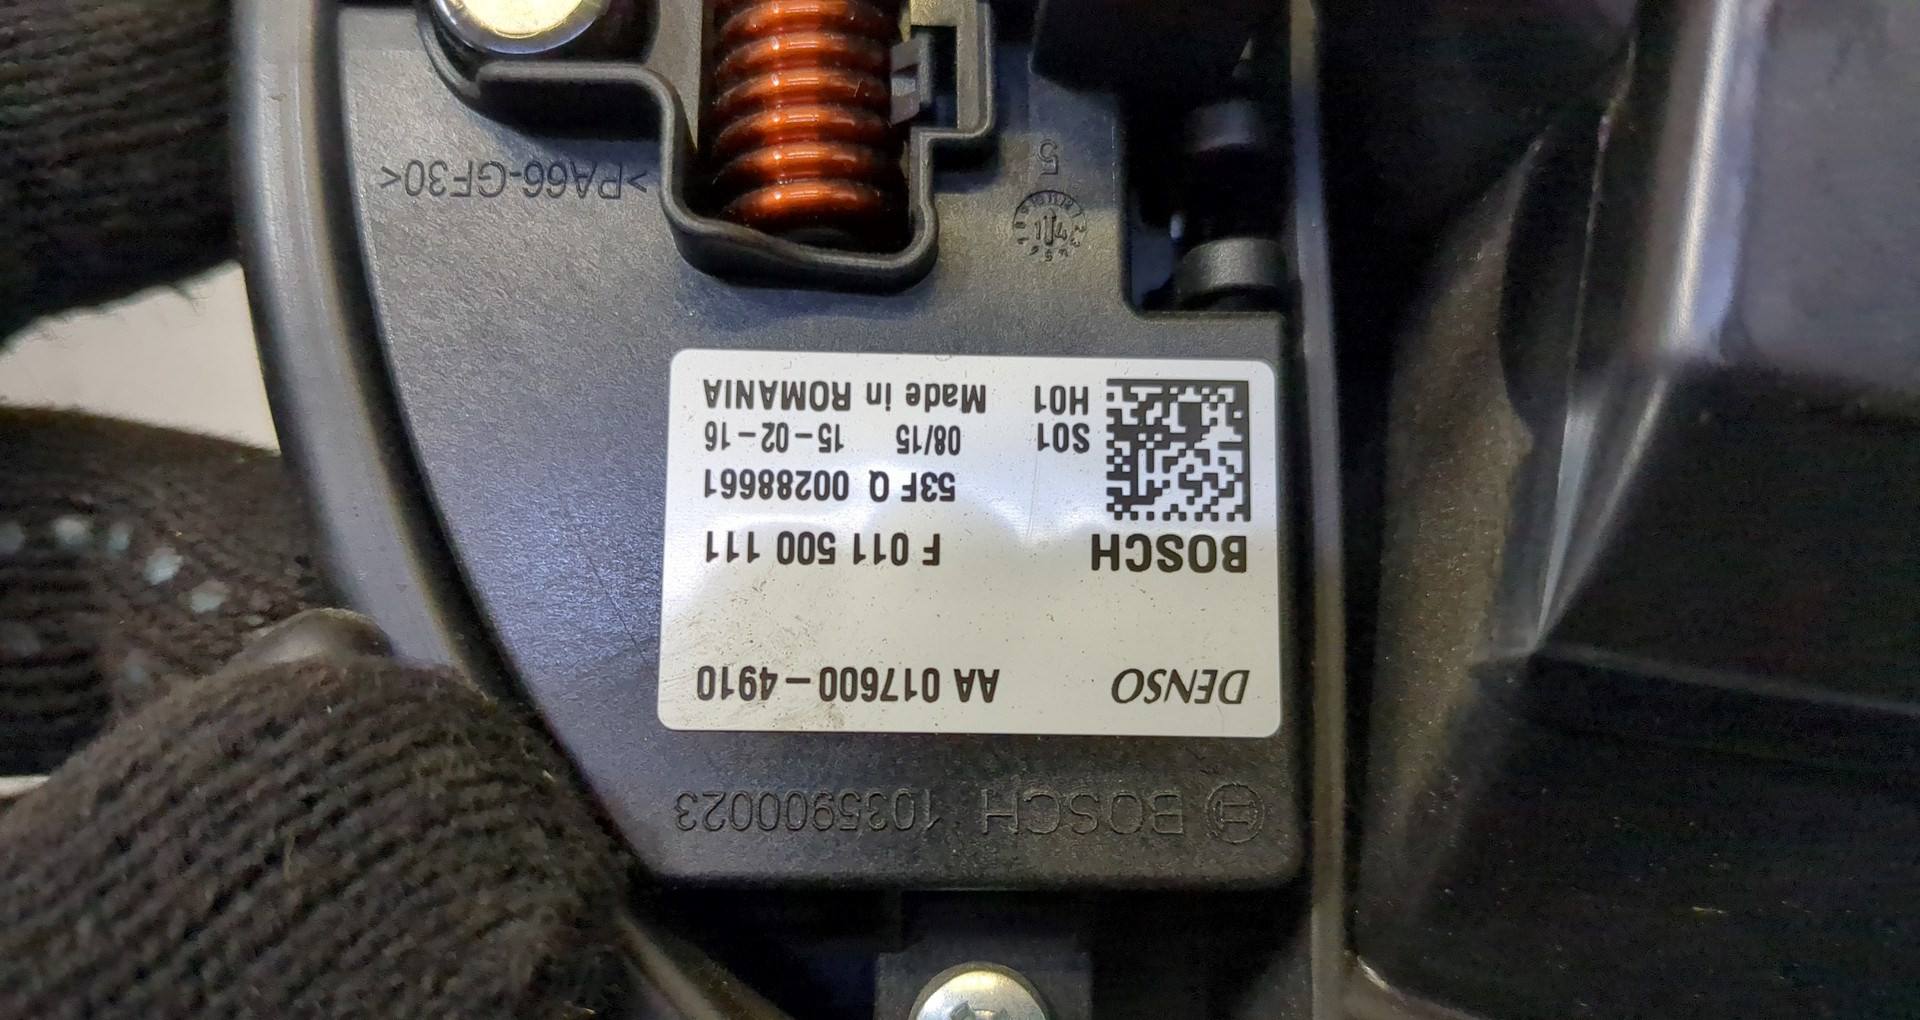 BOSCH 1035900023
DENSO AA 017600-4910
BOSCH F 011 500 111
53F Q 00288661
S01 08/15 15-02-16
H01 Made in ROMANIA
5
>PA66-GF30<